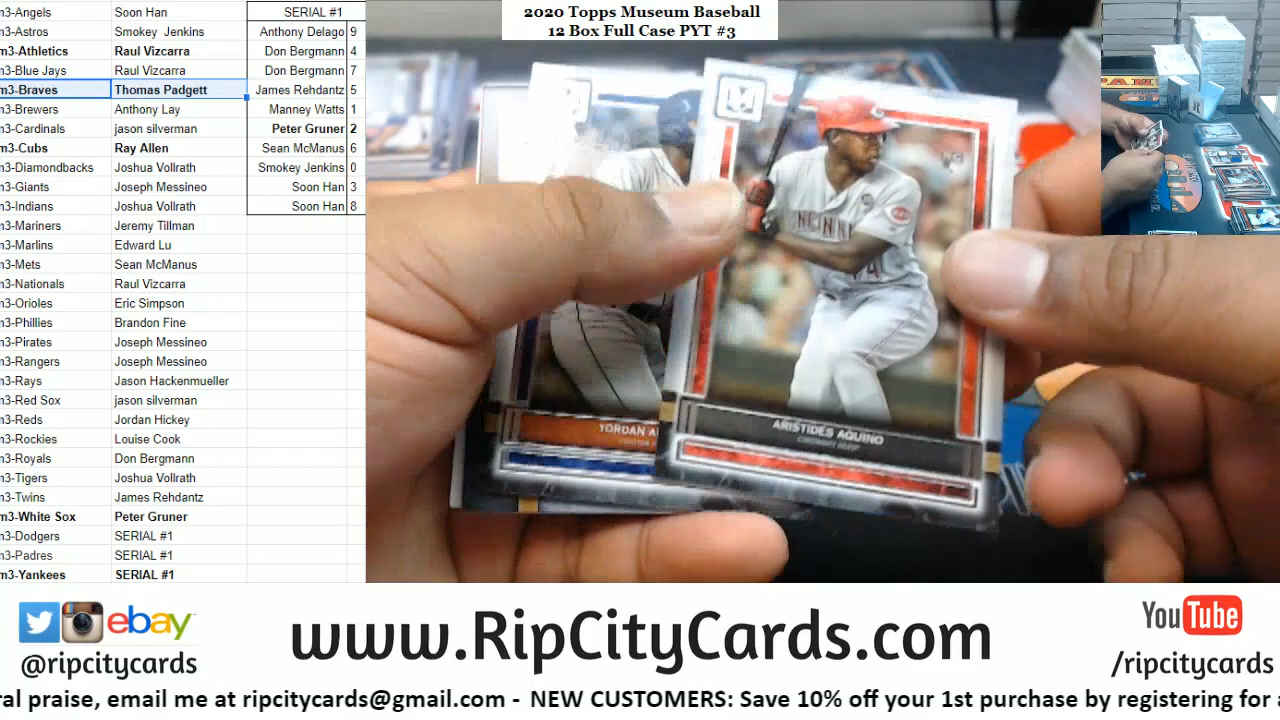 m3-Angels Soon Han SERIAL #1
m3-Astros Smokey Jenkins Anthony Delago 9
m3-Athletics Raul Vizcarra Don Bergmann 4
m3-Blue Jays Raul Vizcarra Don Bergmann 7
m3-Braves Thomas Padgett James Rehdantz 5
m3-Brewers Anthony Lay Manney Watts 1
m3-Cardinals jason silverman Peter Gruner 2
m3-Cubs Ray Allen Sean McManus 6
m3-Diamondbacks Joshua Vollrath Smokey Jenkins 0
m3-Giants Joseph Messineo Soon Han 3
m3-Indians Joshua Vollrath Soon Han 8
m3-Mariners Jeremy Tillman
m3-Marlins Edward Lu
m3-Mets Sean McManus
m3-Nationals Raul Vizcarra
m3-Orioles Eric Simpson
m3-Phillies Brandon Fine
m3-Pirates Joseph Messineo
m3-Rangers Joseph Messineo
m3-Rays Jason Hackenmueller
m3-Red Sox jason silverman
m3-Reds Jordan Hickey
m3-Rockies Louise Cook
m3-Royals Don Bergmann
m3-Tigers Joshua Vollrath
m3-Twins James Rehdantz
m3-White Sox Peter Gruner
m3-Dodgers SERIAL #1
m3-Padres SERIAL #1
m3-Yankees SERIAL #1
2020 Topps Museum Baseball
12 Box Full Case PYT #3
YORDAN
ARISTIDES AQUINO
CINCINNATI REDS
ebay
@ripcitycards
www.RipCityCards.com
YouTube
/ripcitycards
ral praise, email me at ripcitycards@gmail.com - NEW CUSTOMERS: Save 10% off your 1st purchase by registering for a